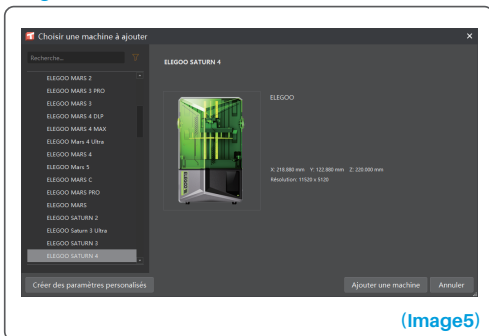 Choisir une machine à ajouter
Recherche...
ELEGOO MARS 2
ELEGOO MARS 3 PRO
ELEGOO MARS 3
ELEGOO MARS 4 DLP
ELEGOO MARS 4 MAX
ELEGOO Mars 4 Ultra
ELEGOO MARS 4
ELEGOO Mars 5
ELEGOO MARS C
ELEGOO MARS PRO
ELEGOO MARS
ELEGOO SATURN 2
ELEGOO Saturn 3 Ultra
ELEGOO SATURN 3
ELEGOO SATURN 4
ELEGOO SATURN 4
ELEGOO
X: 218.880 mm Y: 122.880 mm Z: 220.000 mm
Résolution: 11520 x 5120
Créer des paramètres personalisés
Ajouter une machine
Annuler
(Image5)